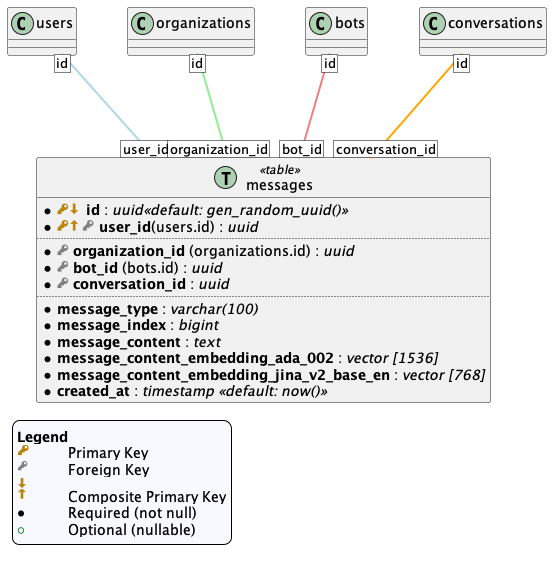 C users
C organizations
C bots
C conversations
id
id
id
id
user_id
organization_id
bot_id
conversation_id
T «table»
messages
id : uuid«default: gen_random_uuid()»
user_id(users.id) : uuid
organization_id (organizations.id) : uuid
bot_id (bots.id) : uuid
conversation_id : uuid
message_type : varchar(100)
message_index : bigint
message_content : text
message_content_embedding_ada_002 : vector [1536]
message_content_embedding_jina_v2_base_en : vector [768]
created_at : timestamp «default: now()»
Legend
Primary Key
Foreign Key
Composite Primary Key
Required (not null)
Optional (nullable)